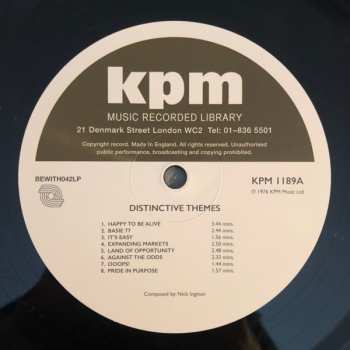 kpm
MUSIC RECORDED LIBRARY
21 Denmark Street London WC2 Tel: 01-836 5501
Copyright record. Made In England. All rights reserved. Unauthorised
public performance, broadcasting and copying prohibited.
BEWITH042LP
KPM 1189A
℗ 1976 KPM Music Ltd
DISTINCTIVE THEMES
1. HAPPY TO BE ALIVE 3.44 mins.
2. BASIE 77 2.44 mins.
3. IT'S EASY 1.56 mins.
4. EXPANDING MARKETS 2.50 mins.
5. LAND OF OPPORTUNITY 2.48 mins.
6. AGAINST THE ODDS 2.33 mins.
7. OOOPS! 1.44 mins.
8. PRIDE IN PURPOSE 1.57 mins.
Composed by: Nick Ingman